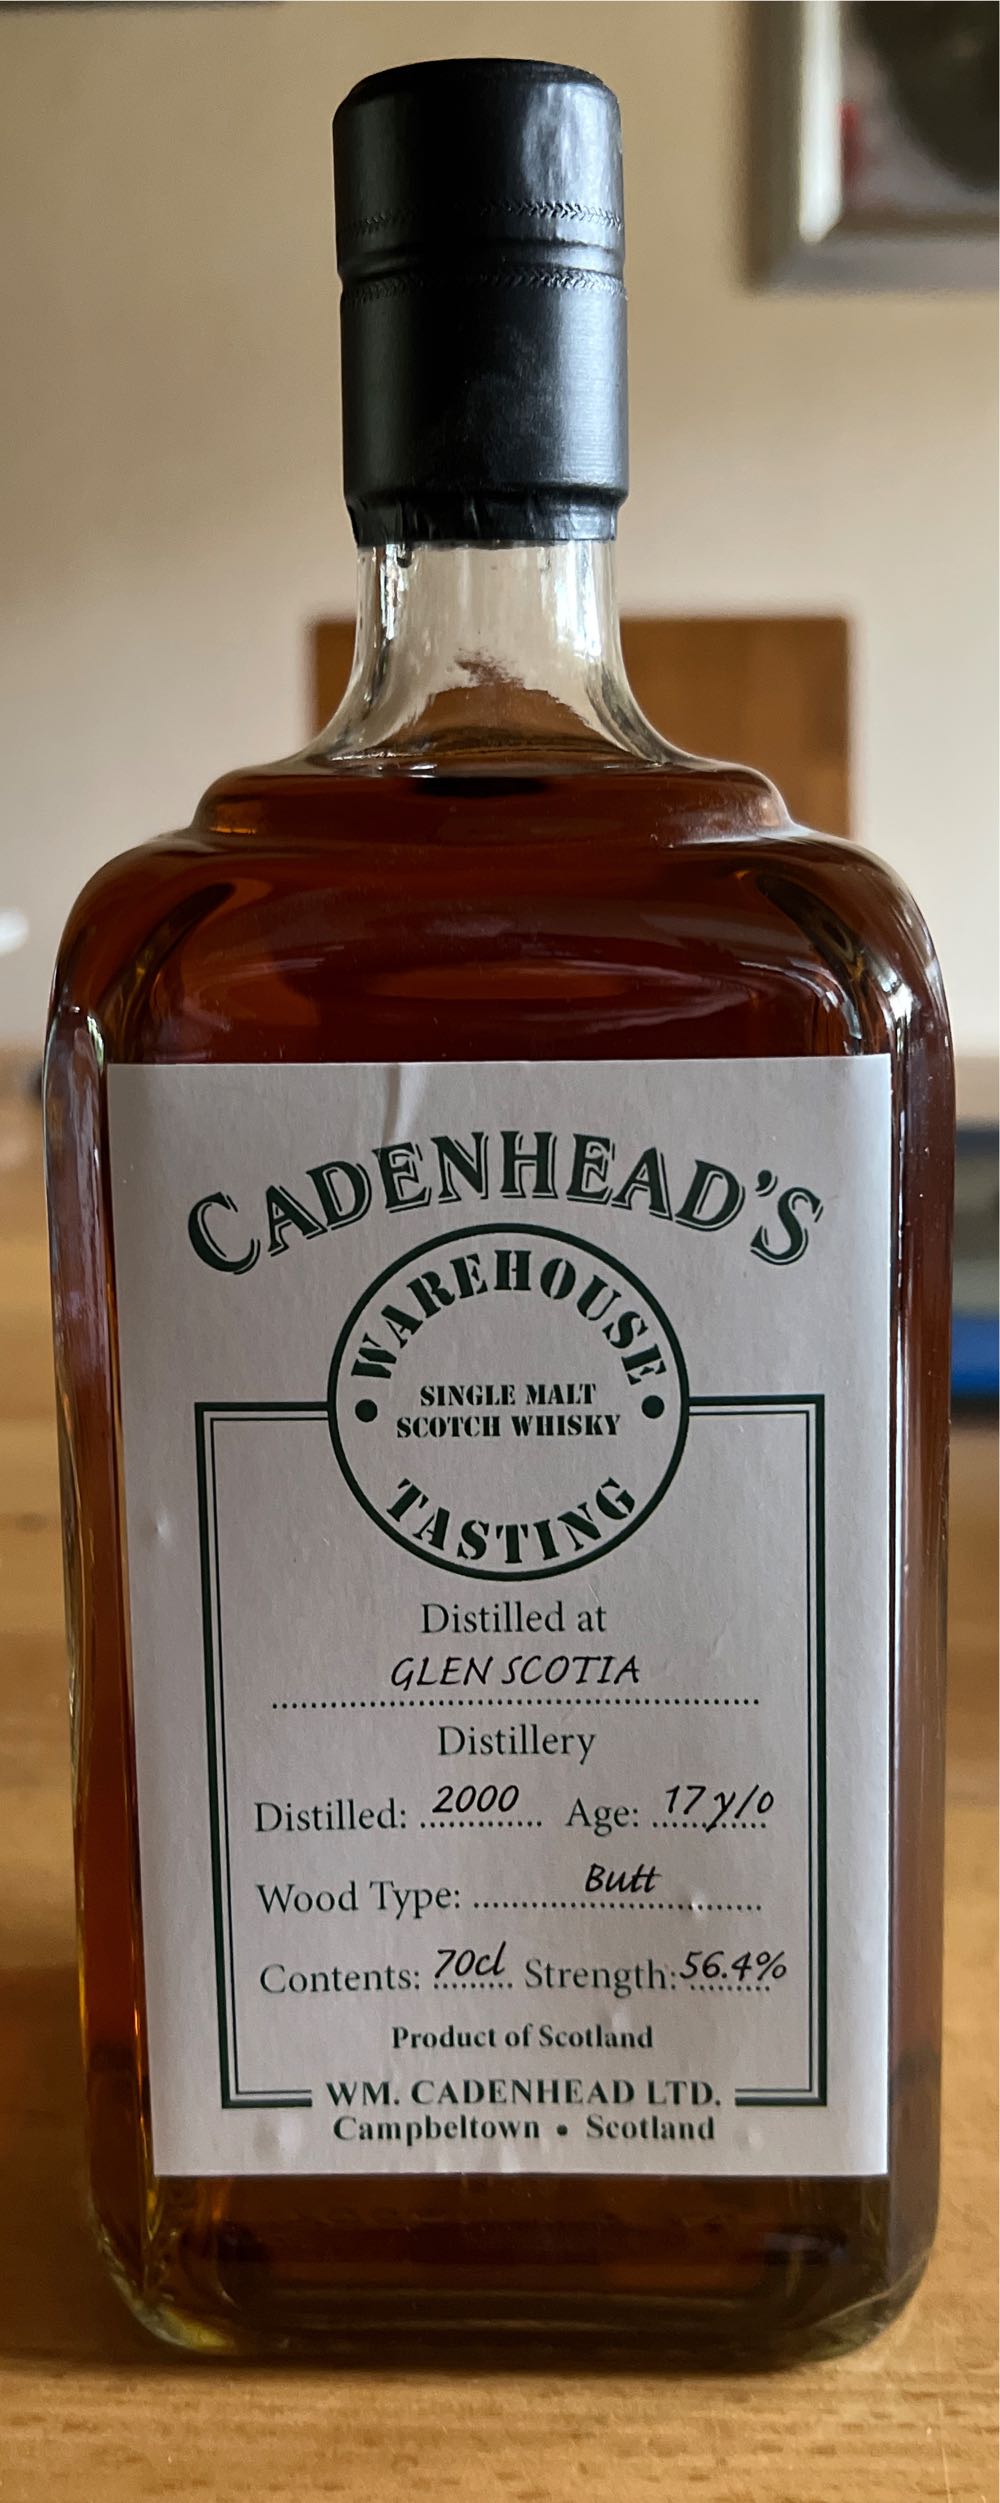 CADENHEAD'S
WAREHOUSE
SINGLE MALT
SCOTCH WHISKY
TASTING
Distilled at
GLEN SCOTIA
Distillery
Distilled: 2000 Age: 17 y/o
Wood Type: Butt
Contents: 70cl Strength: 56.4%
Product of Scotland
WM. CADENHEAD LTD.
Campbeltown • Scotland